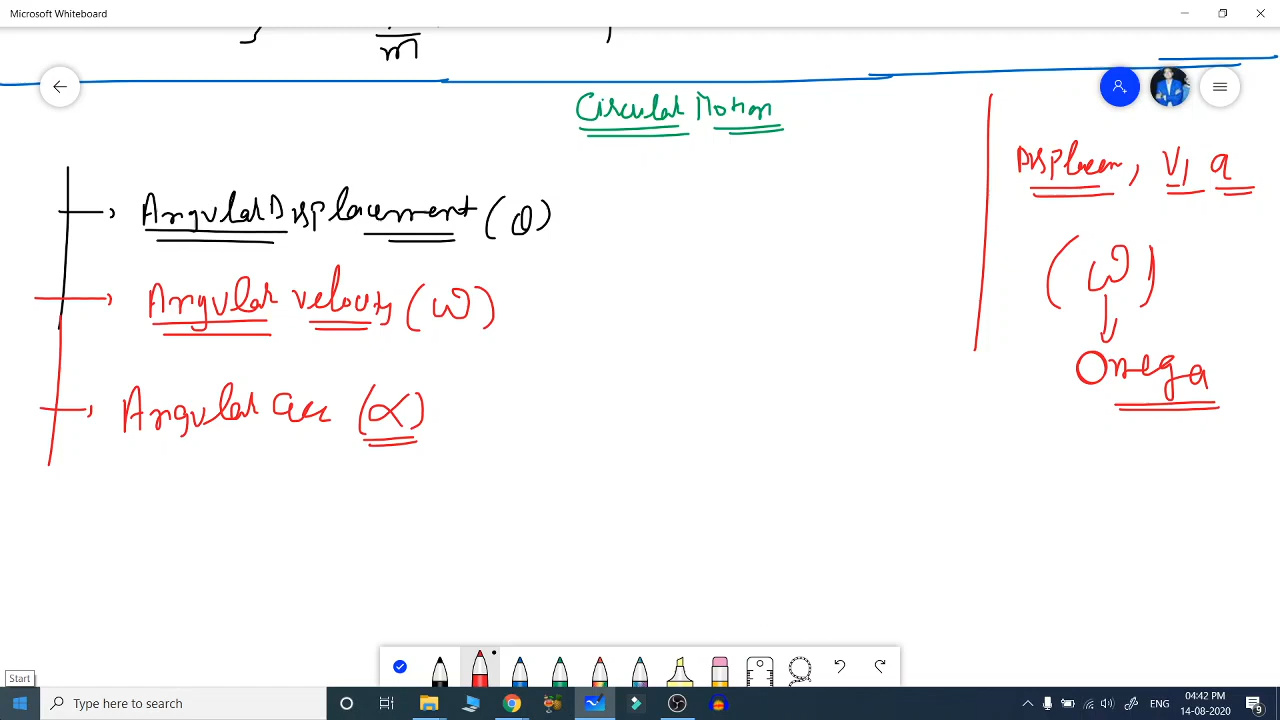 Microsoft Whiteboard
m
Circular Motion
Angular Displacement (θ)
Angular velocity (ω)
Angular acc (α)
Displacem, v, a
(ω)
Omega
Start
Type here to search
ENG
04:42 PM
14-08-2020
9